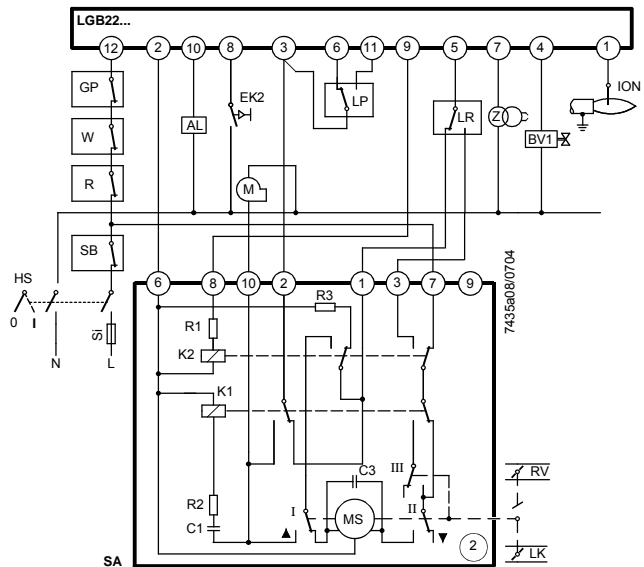 LGB22...
12 2 10 8 3 6 11 9 5 7 4 1
GP
EK2
LP
LR
Z
ION
W
AL
BV1
R
M
SB
HS
0 I
Si
N L
6 8 10 2 1 3 7 9
7435a08/0704
R3
R1
K2
K1
C3
III
RV
R2
I
MS
II
C1
2
SA
LK